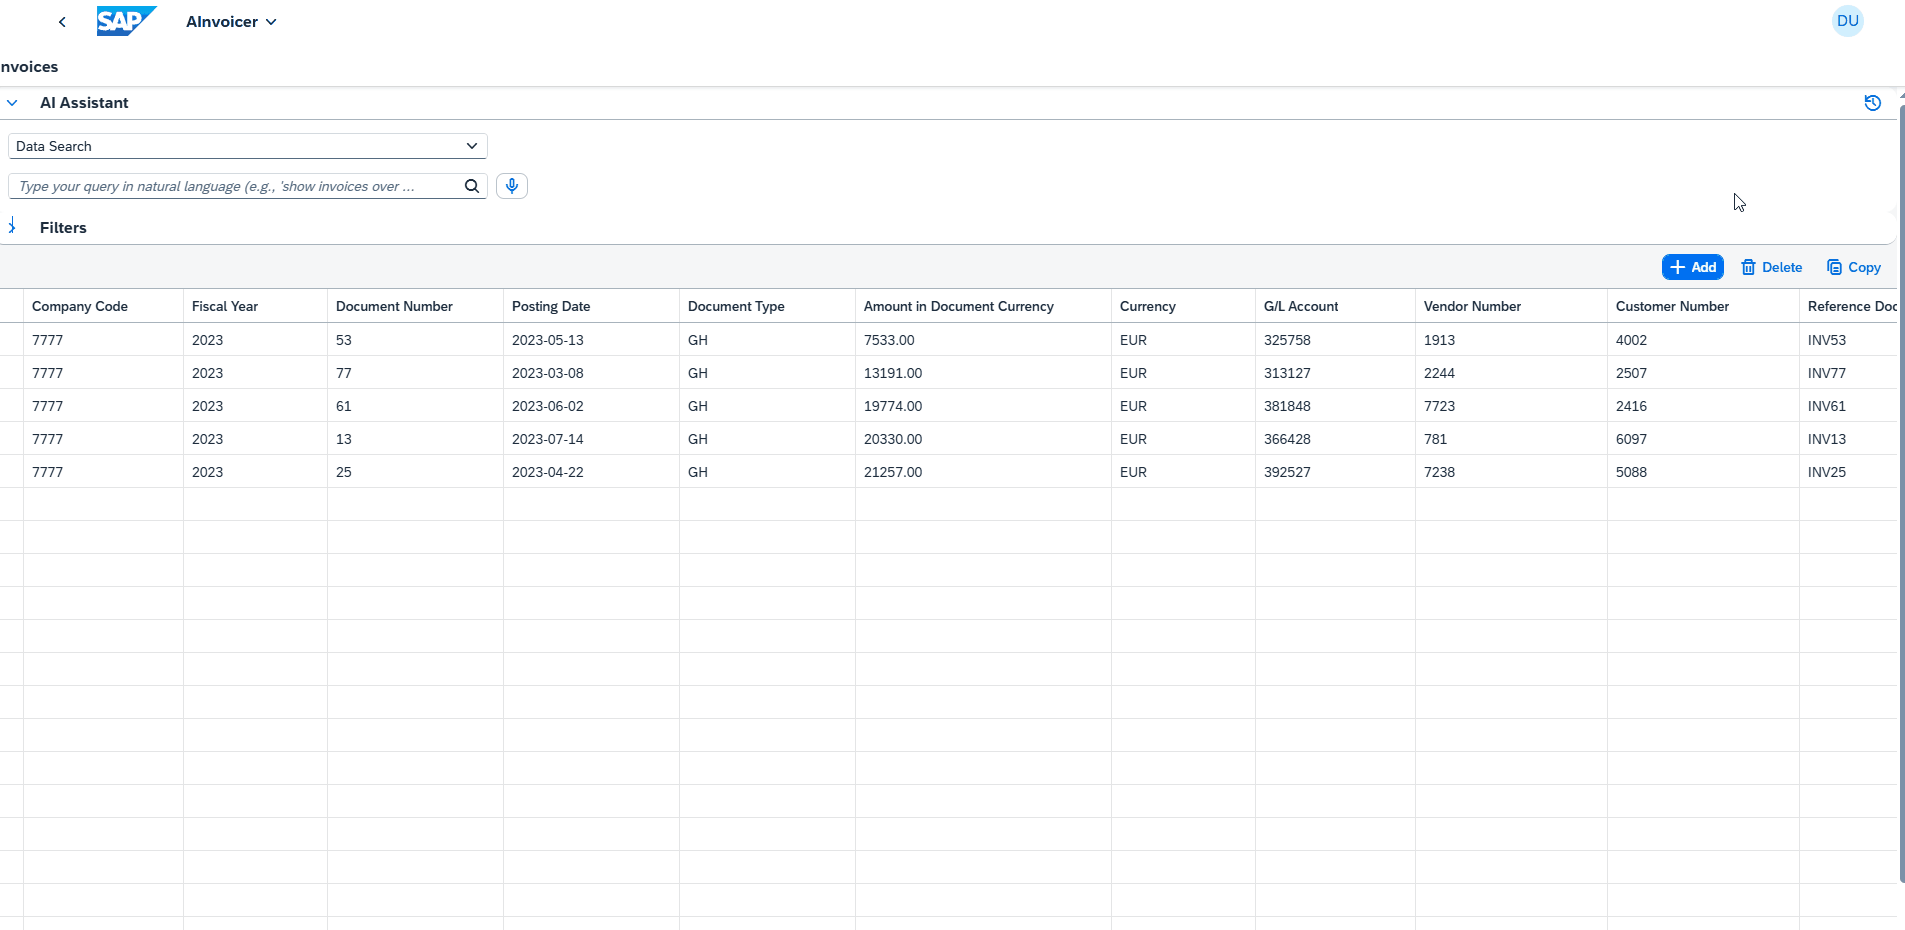 SAP AInvoicer DU
nvoices
AI Assistant
Data Search
Type your query in natural language (e.g., 'show invoices over ...
Filters
Add Delete Copy
Company Code Fiscal Year Document Number Posting Date Document Type Amount in Document Currency Currency G/L Account Vendor Number Customer Number Reference Doc
7777 2023 53 2023-05-13 GH 7533.00 EUR 325758 1913 4002 INV53
7777 2023 77 2023-03-08 GH 13191.00 EUR 313127 2244 2507 INV77
7777 2023 61 2023-06-02 GH 19774.00 EUR 381848 7723 2416 INV61
7777 2023 13 2023-07-14 GH 20330.00 EUR 366428 781 6097 INV13
7777 2023 25 2023-04-22 GH 21257.00 EUR 392527 7238 5088 INV25